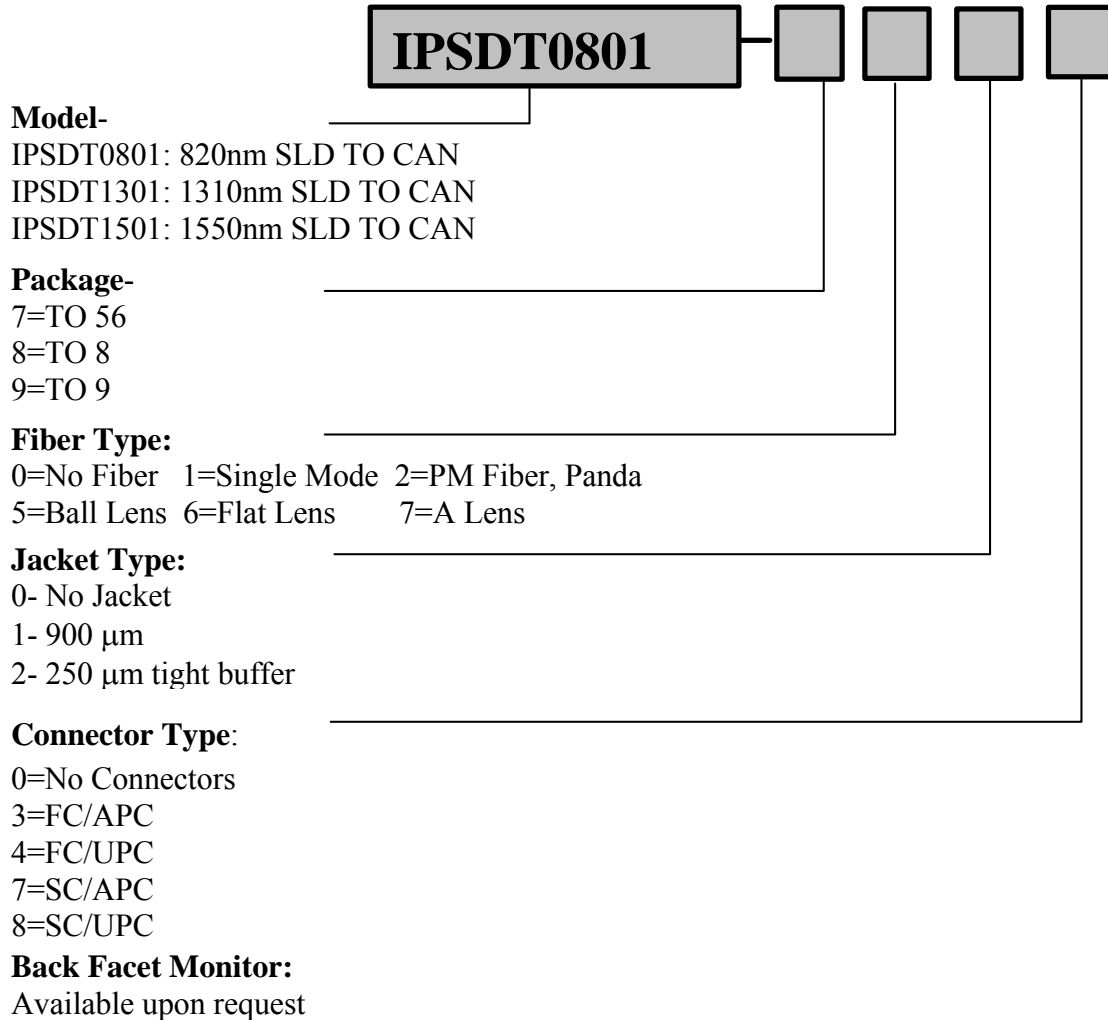 IPSDT0801
Model-
IPSDT0801: 820nm SLD TO CAN
IPSDT1301: 1310nm SLD TO CAN
IPSDT1501: 1550nm SLD TO CAN
Package-
7=TO 56
8=TO 8
9=TO 9
Fiber Type:
0=No Fiber 1=Single Mode 2=PM Fiber, Panda
5=Ball Lens 6=Flat Lens 7=A Lens
Jacket Type:
0- No Jacket
1- 900 μm
2- 250 μm tight buffer
Connector Type:
0=No Connectors
3=FC/APC
4=FC/UPC
7=SC/APC
8=SC/UPC
Back Facet Monitor:
Available upon request